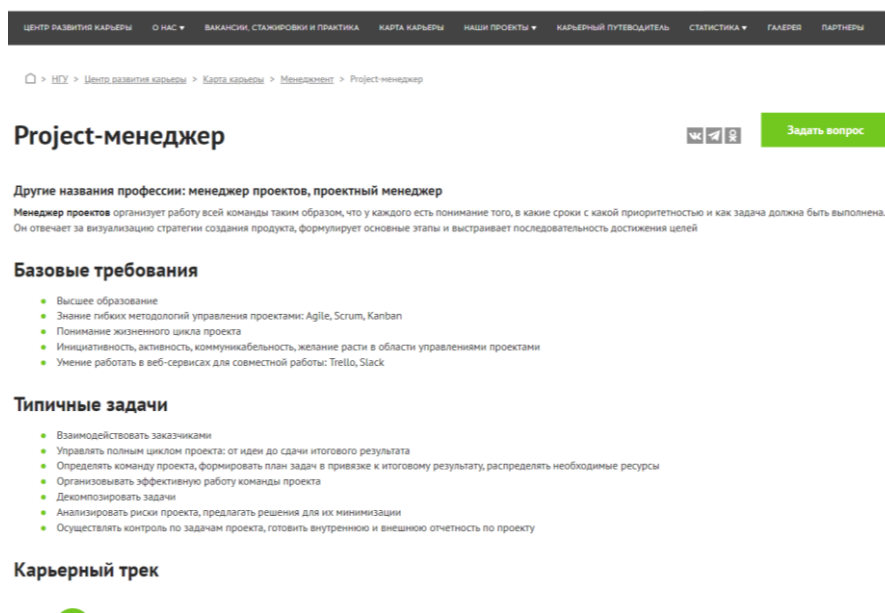 ЦЕНТР РАЗВИТИЯ КАРЬЕРЫ О НАС ▾ ВАКАНСИИ, СТАЖИРОВКИ И ПРАКТИКА КАРТА КАРЬЕРЫ НАШИ ПРОЕКТЫ ▾ КАРЬЕРНЫЙ ПУТЕВОДИТЕЛЬ СТАТИСТИКА ▾ ГАЛЕРЕЯ ПАРТНЕРЫ
> НГУ > Центр развития карьеры > Карта карьеры > Менеджмент > Project-менеджер
Project-менеджер
Задать вопрос
Другие названия профессии: менеджер проектов, проектный менеджер
Менеджер проектов организует работу всей команды таким образом, что у каждого есть понимание того, в какие сроки с какой приоритетностью и как задача должна быть выполнена.
Он отвечает за визуализацию стратегии создания продукта, формулирует основные этапы и выстраивает последовательность достижения целей
Базовые требования
Высшее образование
Знание гибких методологий управления проектами: Agile, Scrum, Kanban
Понимание жизненного цикла проекта
Инициативность, активность, коммуникабельность, желание расти в области управлениями проектами
Умение работать в веб-сервисах для совместной работы: Trello, Slack
Типичные задачи
Взаимодействовать заказчиками
Управлять полным циклом проекта: от идеи до сдачи итогового результата
Определять команду проекта, формировать план задач в привязке к итоговому результату, распределять необходимые ресурсы
Организовывать эффективную работу команды проекта
Декомпозировать задачи
Анализировать риски проекта, предлагать решения для их минимизации
Осуществлять контроль по задачам проекта, готовить внутреннюю и внешнюю отчетность по проекту
Карьерный трек